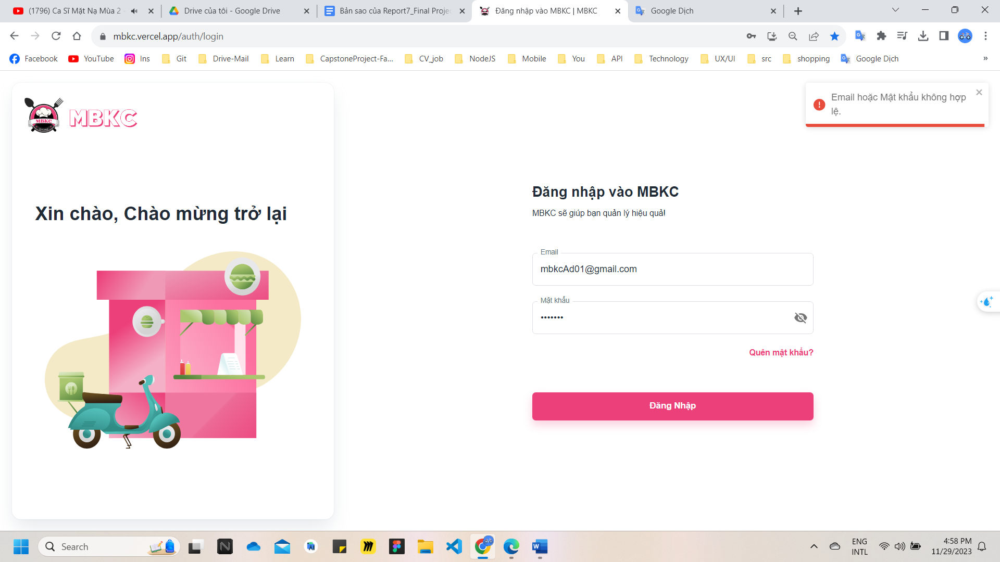 (1796) Ca Sĩ Mặt Nạ Mùa 2 -
Drive của tôi - Google Drive
Bản sao của Report7_Final Projec
Đăng nhập vào MBKC | MBKC
Google Dịch
mbkc.vercel.app/auth/login
Facebook
YouTube
Ins
Git
Drive-Mail
Learn
CapstoneProject-Fa...
CV_job
NodeJS
Mobile
You
API
Technology
UX/UI
src
shopping
Google Dịch
»
MBKC
KITCHEN
MBKC
Email hoặc Mật khẩu không hợp
lệ.
Xin chào, Chào mừng trở lại
Đăng nhập vào MBKC
MBKC sẽ giúp bạn quản lý hiệu quả!
Email
mbkcAd01@gmail.com
Mật khẩu
•••••••
Quên mật khẩu?
Đăng Nhập
Search
ENG
INTL
4:58 PM
11/29/2023